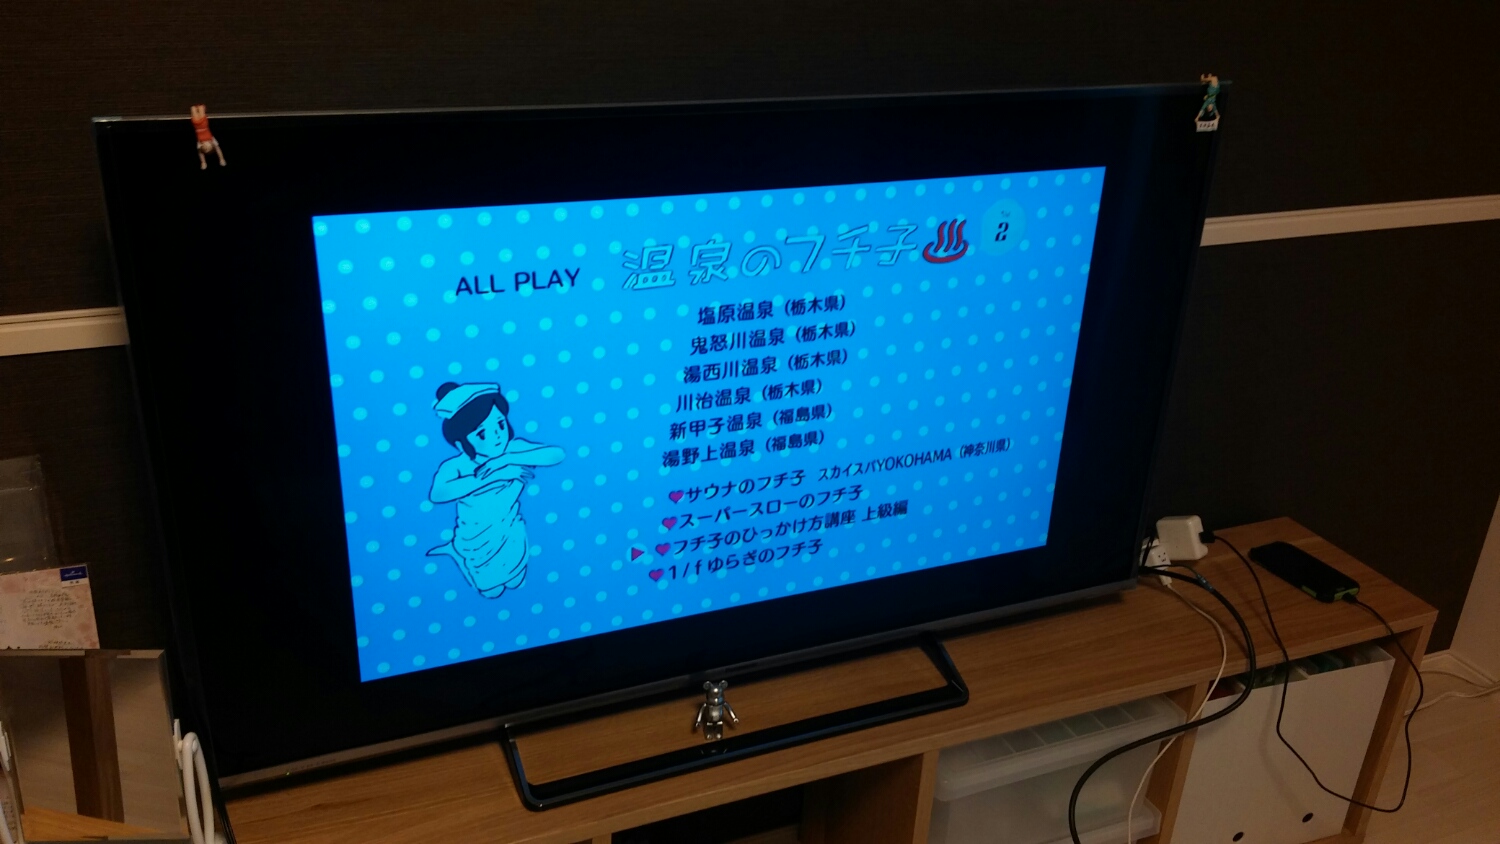 温泉のフチ子
2
ALL PLAY
塩原温泉（栃木県）
鬼怒川温泉（栃木県）
湯西川温泉（栃木県）
川治温泉（栃木県）
新甲子温泉（福島県）
湯野上温泉（福島県）
サウナのフチ子 スカイスパYOKOHAMA（神奈川県）
スーパースローのフチ子
フチ子のひっかけ方講座 上級編
1/fゆらぎのフチ子